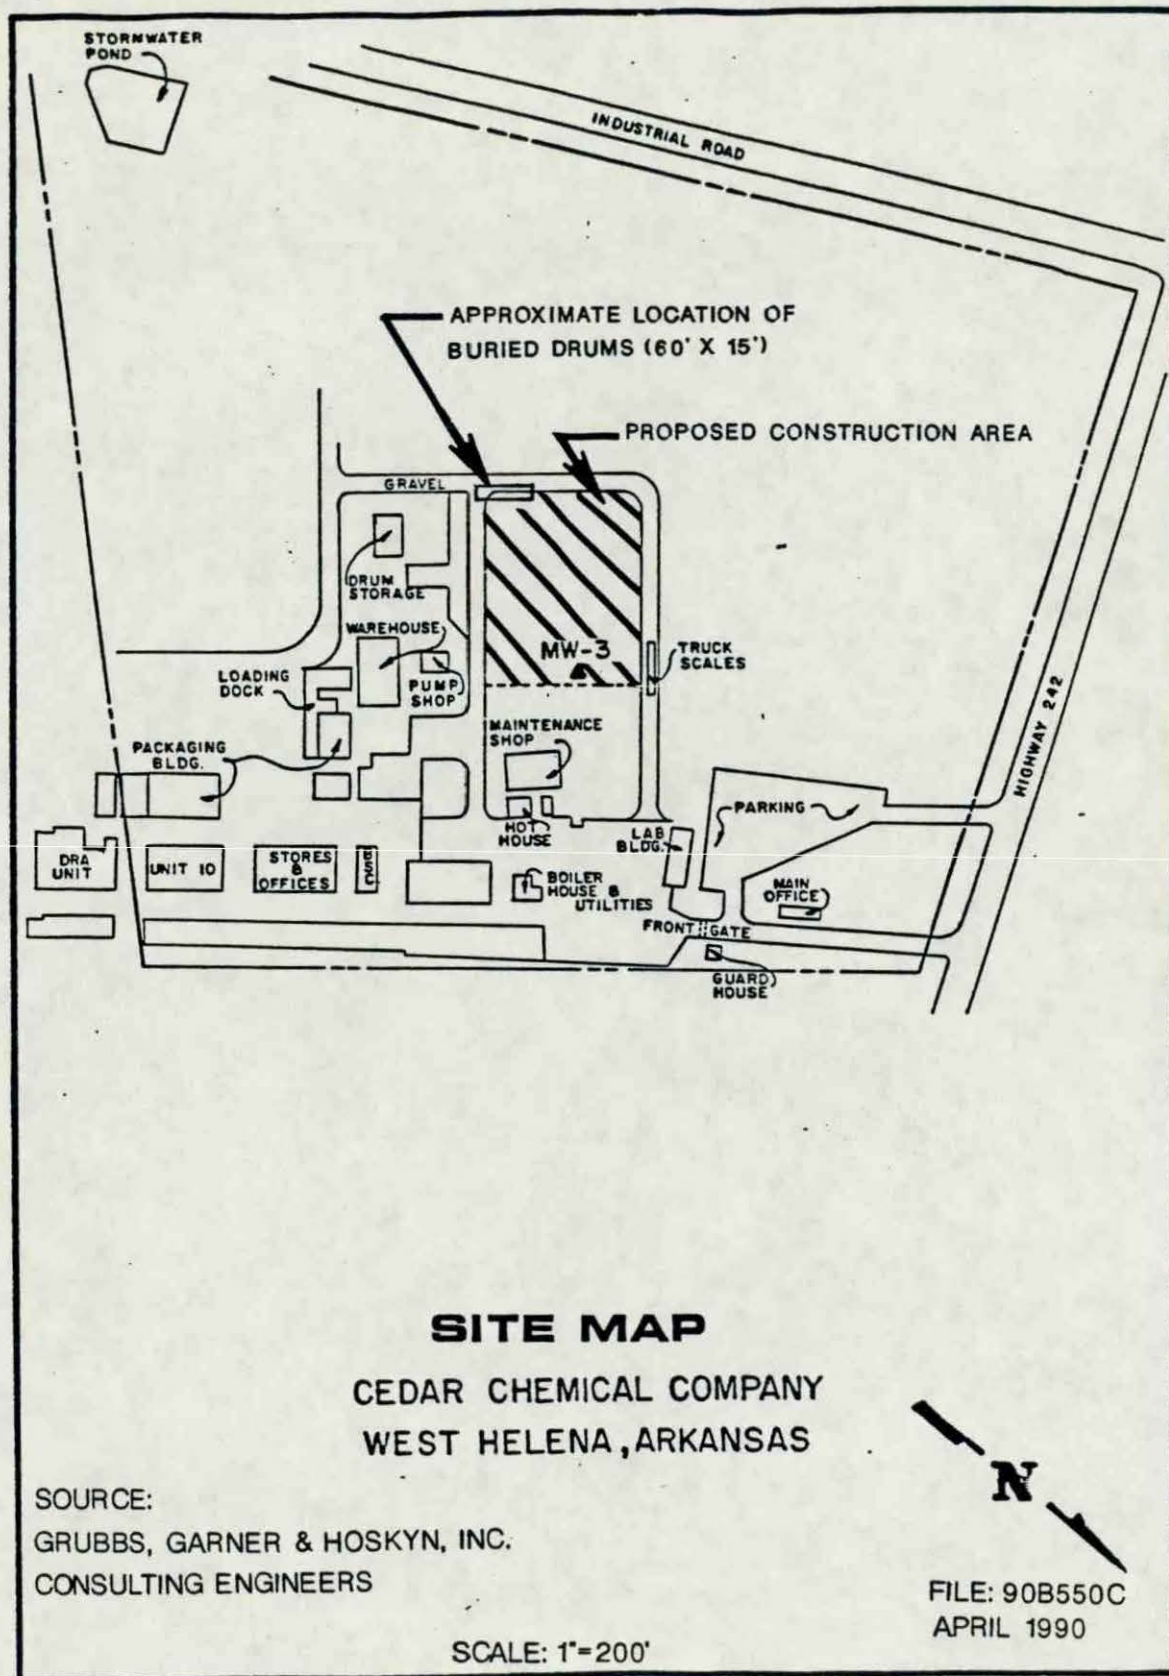 STORMWATER
POND
INDUSTRIAL ROAD
APPROXIMATE LOCATION OF
BURIED DRUMS (60' X 15')
PROPOSED CONSTRUCTION AREA
GRAVEL
DRUM
STORAGE
WAREHOUSE
MW-3
TRUCK
SCALES
LOADING
DOCK
PUMP
SHOP
HIGHWAY 242
MAINTENANCE
SHOP
PACKAGING
BLDG.
PARKING
HOT
HOUSE
LAB
BLDG.
DRA
UNIT
UNIT 10
STORES
&
OFFICES
BOILER
HOUSE &
UTILITIES
MAIN
OFFICE
FRONT GATE
GUARD
HOUSE
SITE MAP
CEDAR CHEMICAL COMPANY
WEST HELENA, ARKANSAS
N
SOURCE:
GRUBBS, GARNER & HOSKYN, INC.
CONSULTING ENGINEERS
FILE: 90B550C
APRIL 1990
SCALE: 1"=200'